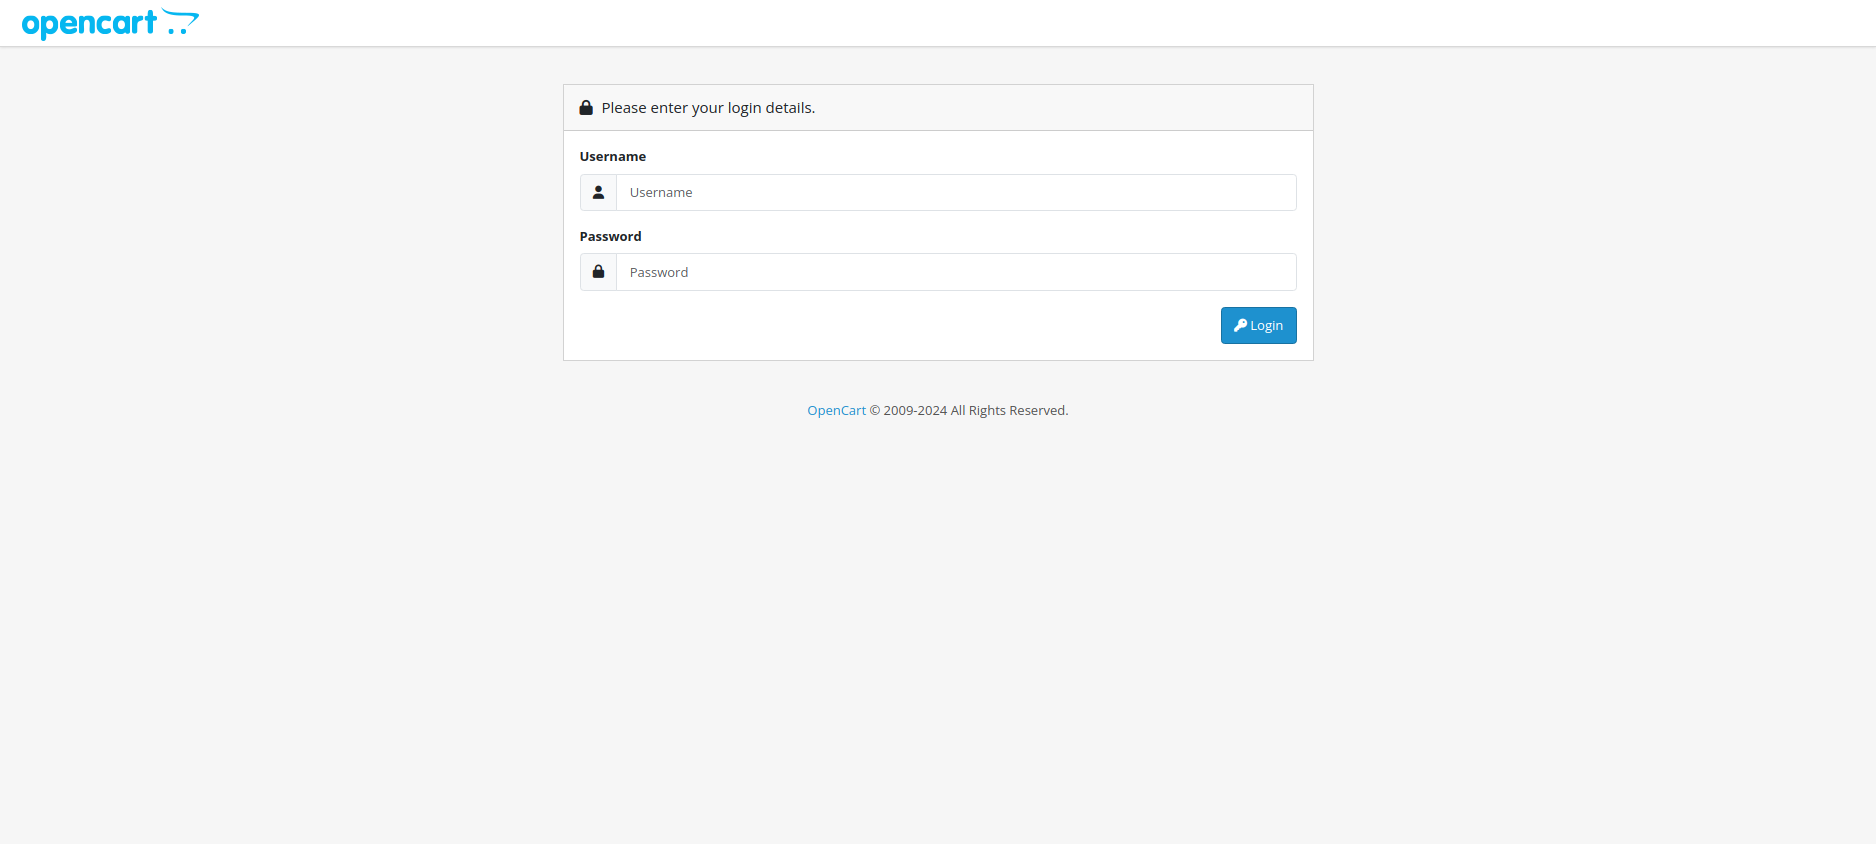 opencart
Please enter your login details.
Username
Username
Password
Password
Login
OpenCart © 2009-2024 All Rights Reserved.